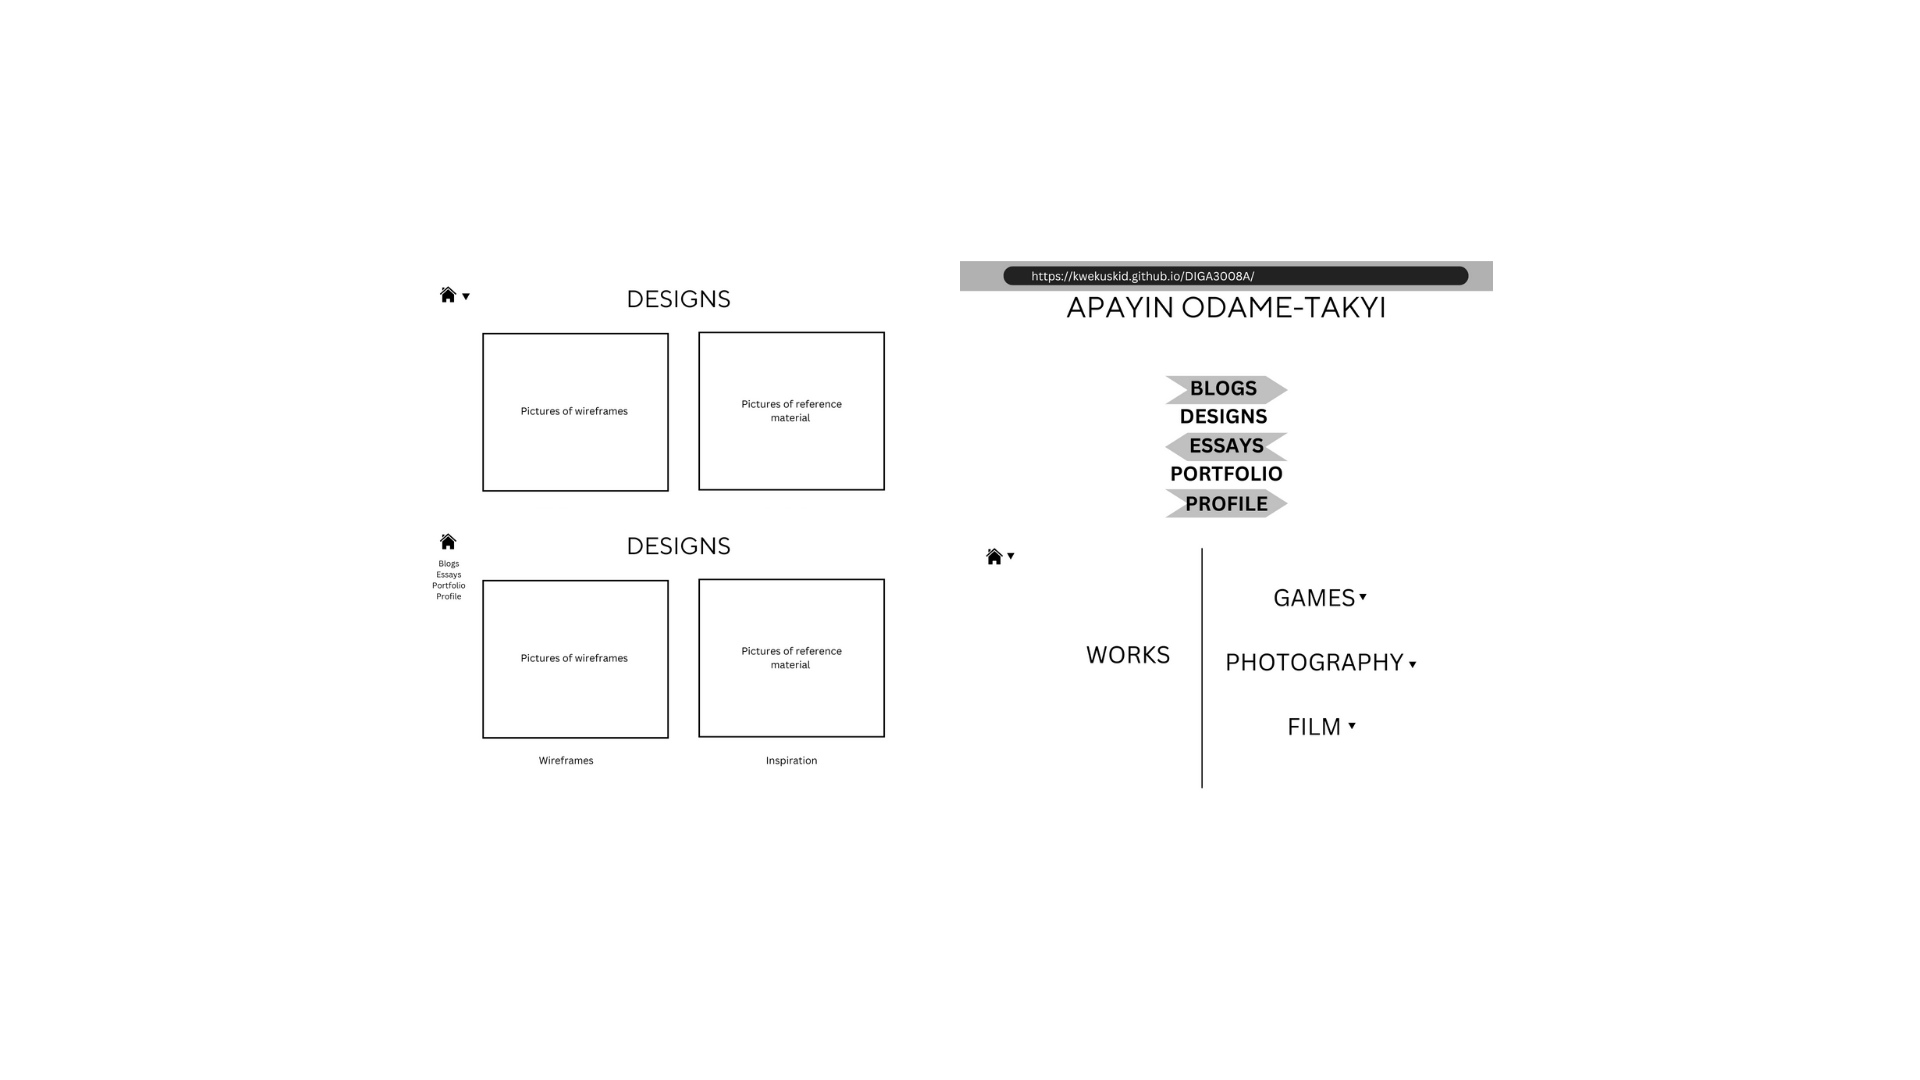 DESIGNS
Pictures of wireframes
Pictures of reference
material
DESIGNS
Blogs
Essays
Portfolio
Profile
Pictures of wireframes
Pictures of reference
material
Wireframes
Inspiration
https://kwekuskid.github.io/DIGA3008A/
APAYIN ODAME-TAKYI
BLOGS
DESIGNS
ESSAYS
PORTFOLIO
PROFILE
WORKS
GAMES
PHOTOGRAPHY
FILM